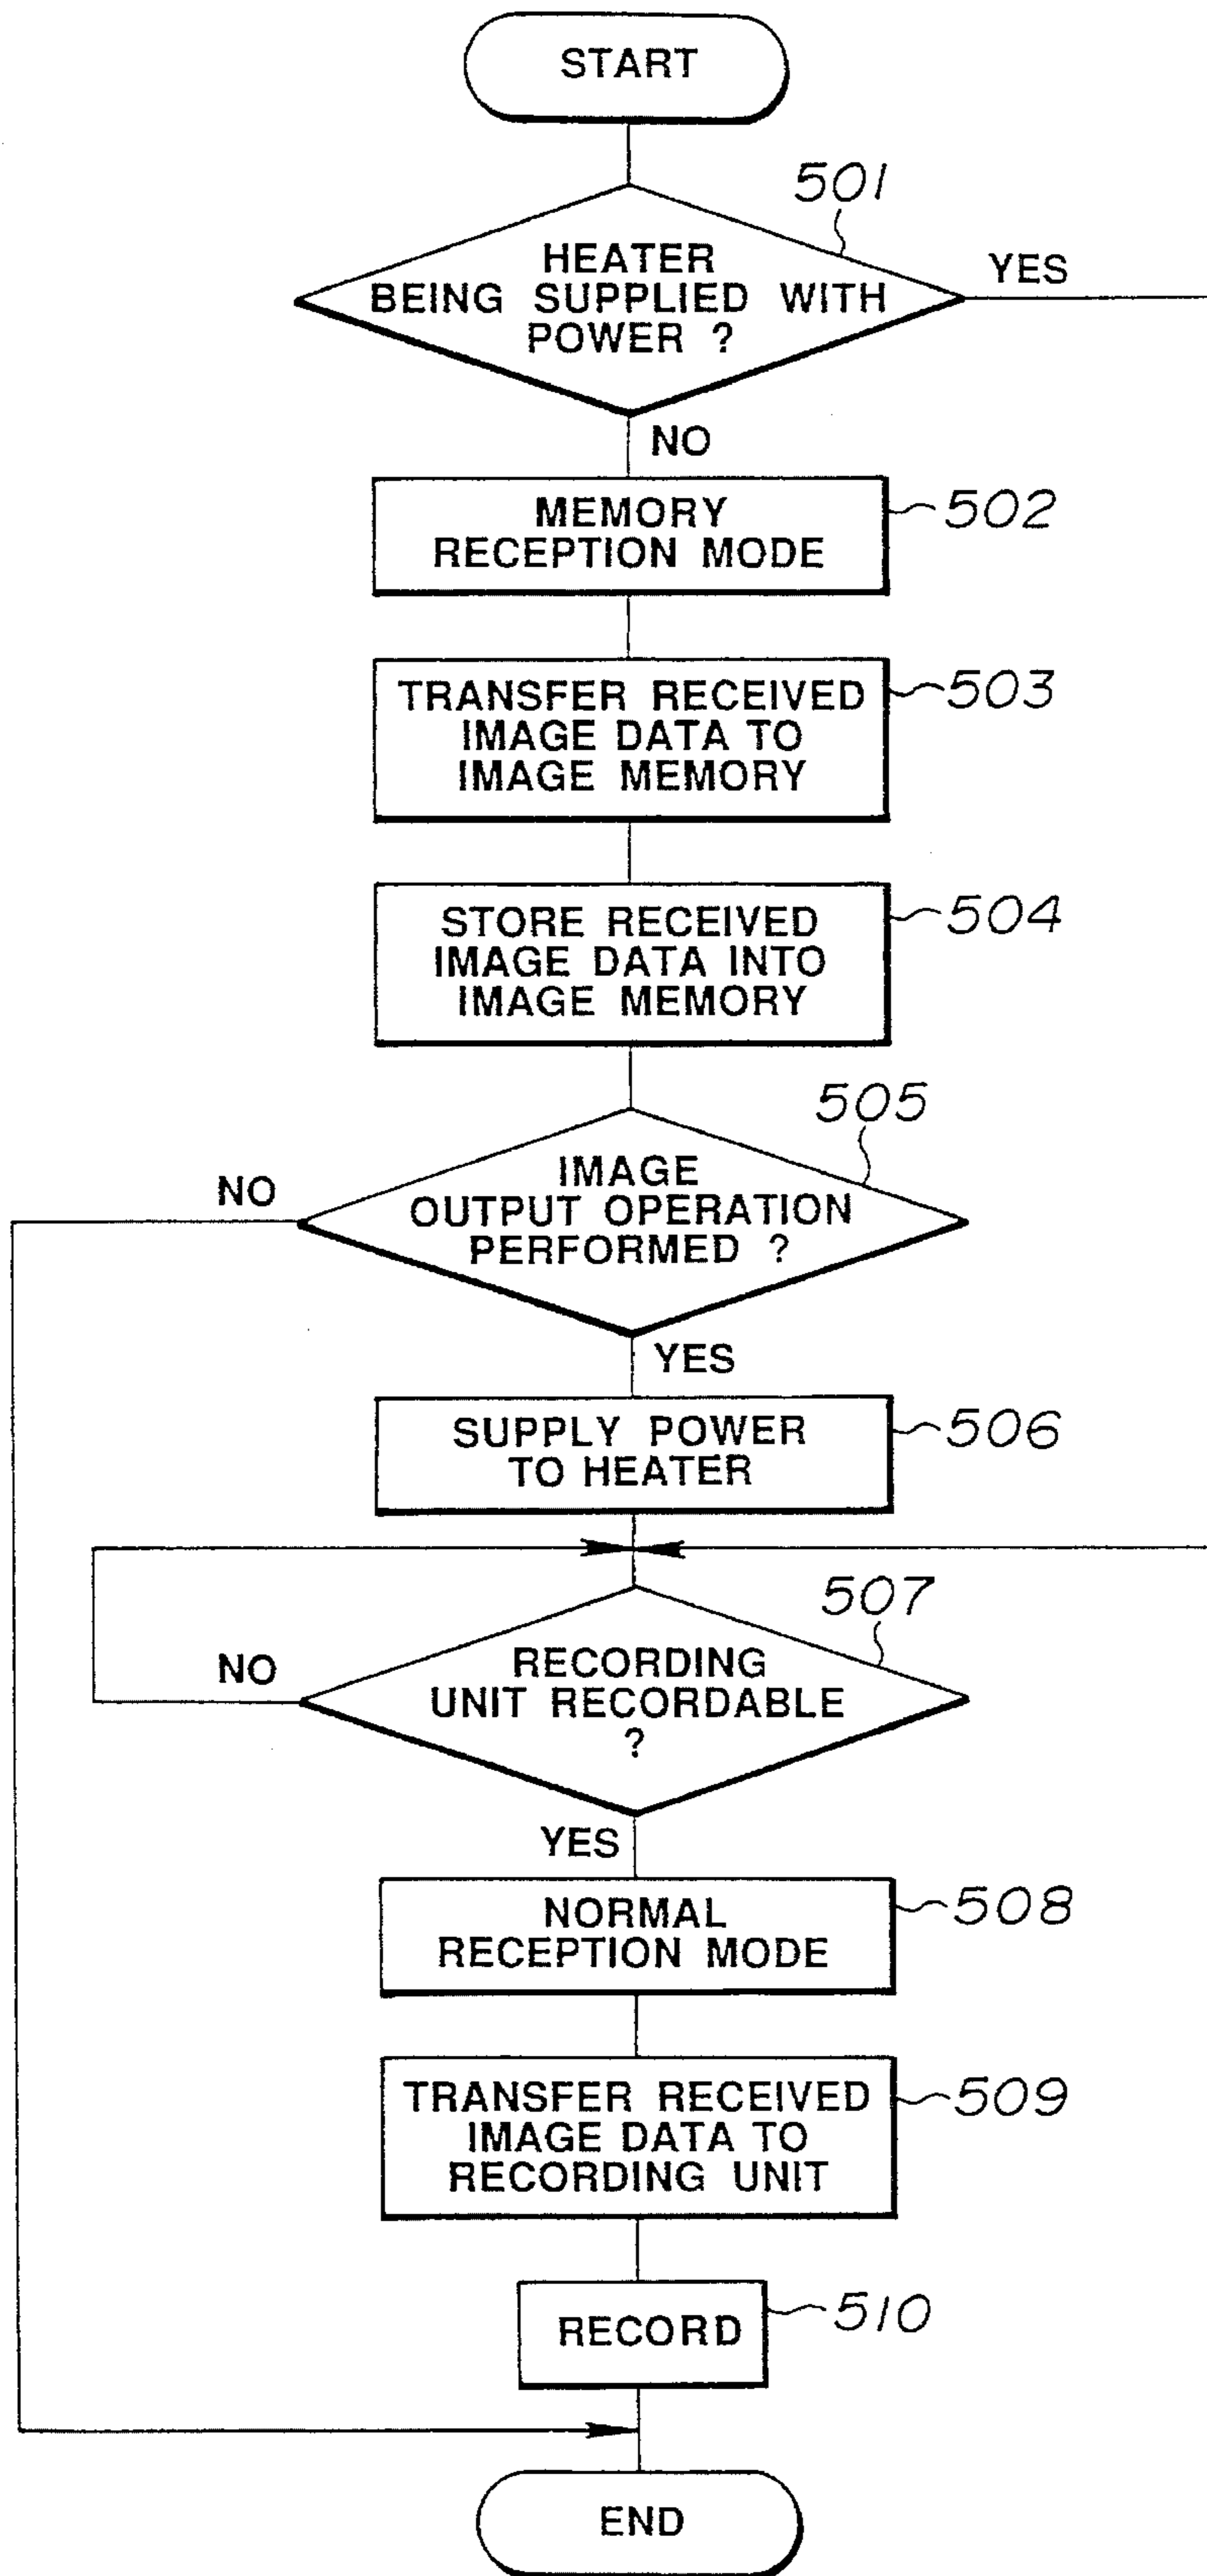 START
501
HEATER
BEING SUPPLIED WITH
POWER ?
YES
NO
MEMORY
RECEPTION MODE
502
TRANSFER RECEIVED
IMAGE DATA TO
IMAGE MEMORY
503
STORE RECEIVED
IMAGE DATA INTO
IMAGE MEMORY
504
505
IMAGE
OUTPUT OPERATION
PERFORMED ?
NO
YES
SUPPLY POWER
TO HEATER
506
507
RECORDING
UNIT RECORDABLE
?
NO
YES
NORMAL
RECEPTION MODE
508
TRANSFER RECEIVED
IMAGE DATA TO
RECORDING UNIT
509
RECORD
510
END